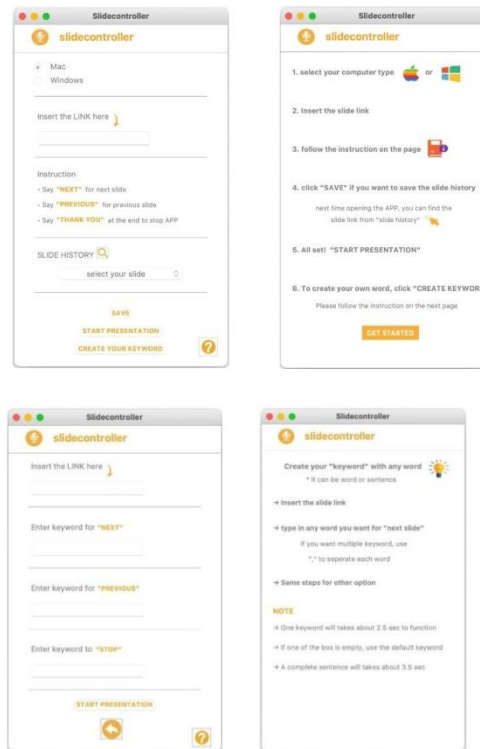 Slidecontroller
slidecontroller
Mac
Windows
Insert the LINK here
Instruction
- Say "NEXT" for next slide
- Say "PREVIOUS" for previous slide
- Say "THANK YOU" at the end to stop APP
SLIDE HISTORY
select your slide
SAVE
START PRESENTATION
CREATE YOUR KEYWORD
?
Slidecontroller
slidecontroller
1. select your computer type or
2. Insert the slide link
3. follow the instruction on the page
4. click "SAVE" if you want to save the slide history
next time opening the APP, you can find the
slide link from "slide history"
5. All set! "START PRESENTATION"
6. To create your own word, click "CREATE KEYWOR
Please follow the instruction on the next page
GET STARTED
Slidecontroller
slidecontroller
Insert the LINK here
Enter keyword for "NEXT"
Enter keyword for "PREVIOUS"
Enter keyword to "STOP"
START PRESENTATION
?
Slidecontroller
slidecontroller
Create your "keyword" with any word
* It can be word or sentence
→ Insert the slide link
→ type in any word you want for "next slide"
If you want multiple keyword, use
"," to seperate each word
→ Same steps for other option
NOTE
→ One keyword will takes about 2.5 sec to function
→ If one of the box is empty, use the default keyword
→ A complete sentence will takes about 3.5 sec